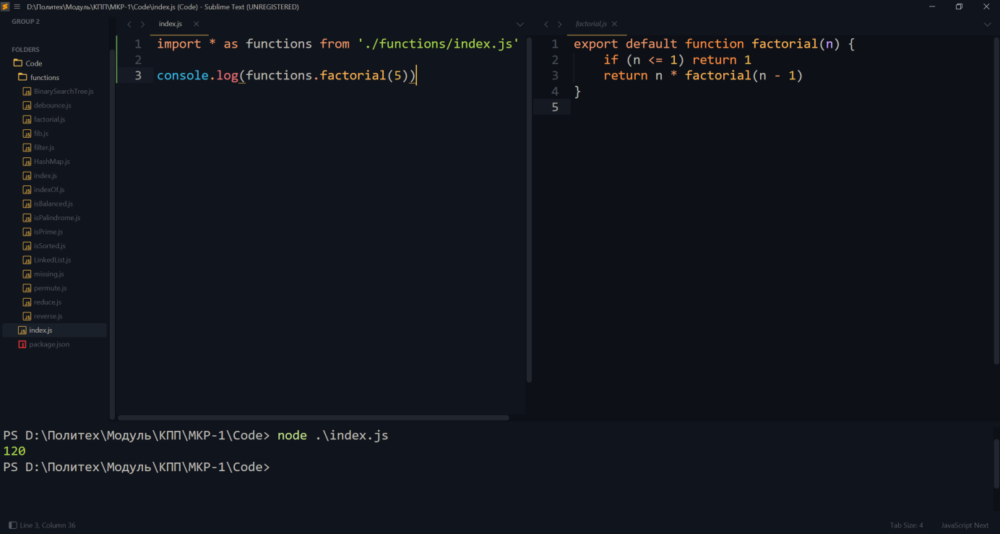 D:\Политех\Модуль\КПП\МКР-1\Code\index.js (Code) - Sublime Text (UNREGISTERED)
GROUP 2
FOLDERS
Code
functions
BinarySearchTree.js
debounce.js
factorial.js
fib.js
filter.js
HashMap.js
index.js
indexOf.js
isBalanced.js
isPalindrome.js
isPrime.js
isSorted.js
LinkedList.js
missing.js
permute.js
reduce.js
reverse.js
index.js
package.json
index.js
1 import * as functions from './functions/index.js'
2
3 console.log(functions.factorial(5))
factorial.js
1 export default function factorial(n) {
2     if (n <= 1) return 1
3     return n * factorial(n - 1)
4 }
5
PS D:\Политех\Модуль\КПП\МКР-1\Code> node .\index.js
120
PS D:\Политех\Модуль\КПП\МКР-1\Code>
Line 3, Column 36
Tab Size: 4
JavaScript Next